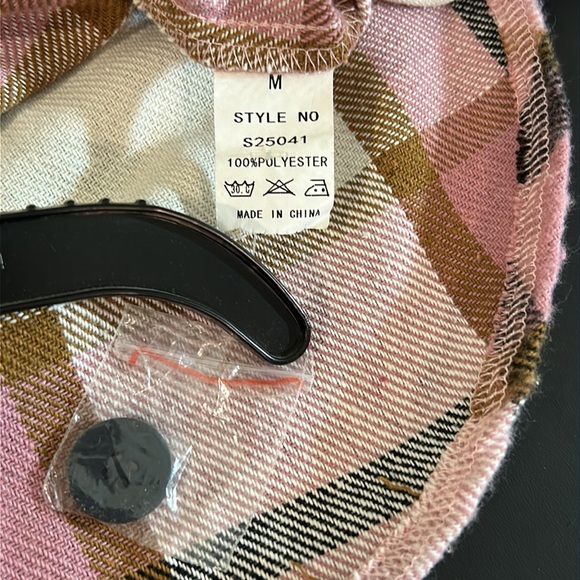 M
STYLE NO
S25041
100%POLYESTER
30.C
MADE IN CHINA